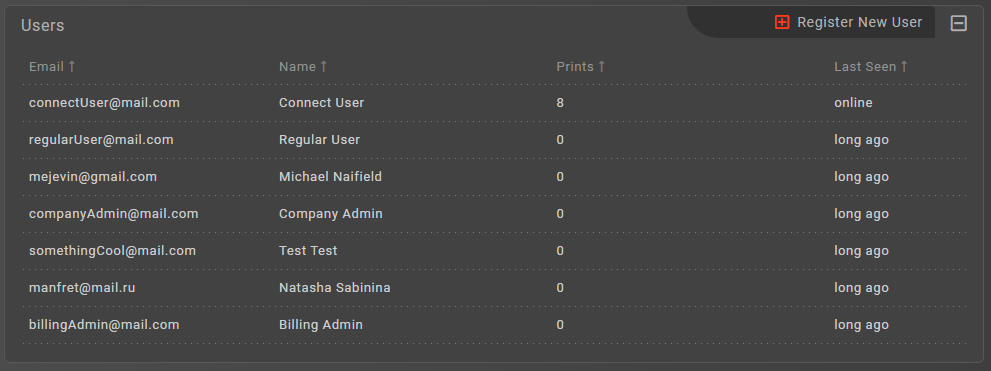 Users Register New User
Email ↑ Name ↑ Prints ↑ Last Seen ↑
connectUser@mail.com Connect User 8 online
regularUser@mail.com Regular User 0 long ago
mejevin@gmail.com Michael Naifield 0 long ago
companyAdmin@mail.com Company Admin 0 long ago
somethingCool@mail.com Test Test 0 long ago
manfret@mail.ru Natasha Sabinina 0 long ago
billingAdmin@mail.com Billing Admin 0 long ago